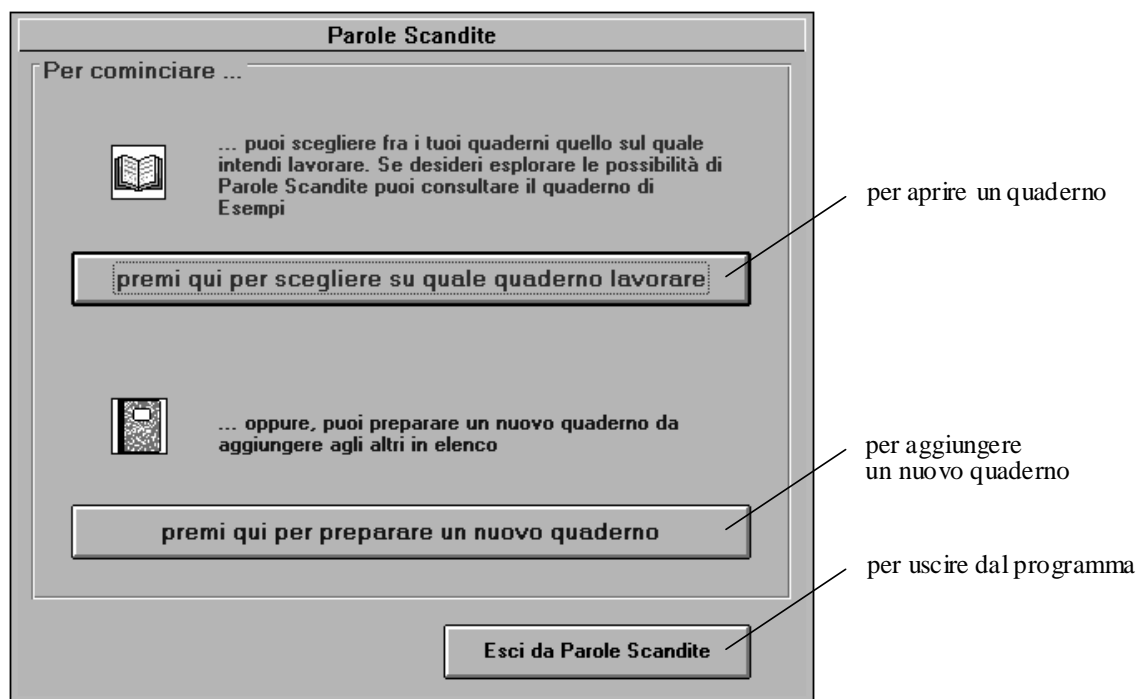 Parole Scandite
Per cominciare ...
... puoi scegliere fra i tuoi quaderni quello sul quale
intendi lavorare. Se desideri esplorare le possibilità di
Parole Scandite puoi consultare il quaderno di
Esempi
per aprire un quaderno
premi qui per scegliere su quale quaderno lavorare
... oppure, puoi preparare un nuovo quaderno da
aggiungere agli altri in elenco
per aggiungere
un nuovo quaderno
premi qui per preparare un nuovo quaderno
per uscire dal programma
Esci da Parole Scandite